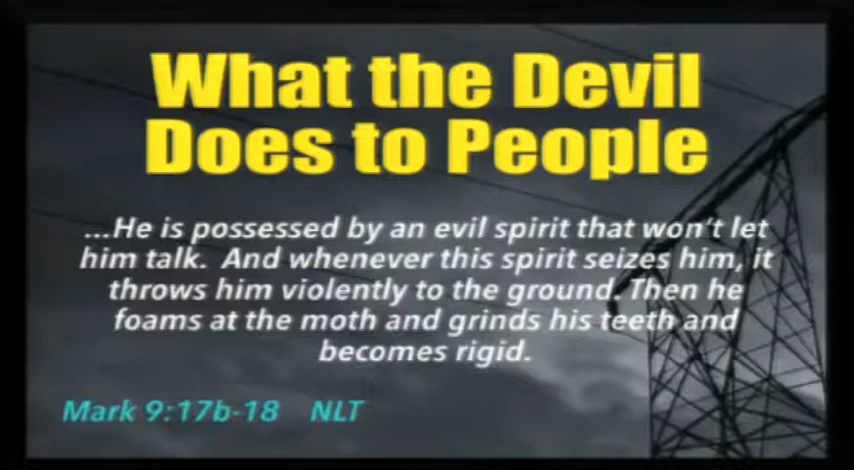 What the Devil
Does to People
...He is possessed by an evil spirit that won't let
him talk.  And whenever this spirit seizes him, it
throws him violently to the ground. Then he
foams at the moth and grinds his teeth and
becomes rigid.
Mark 9:17b-18   NLT